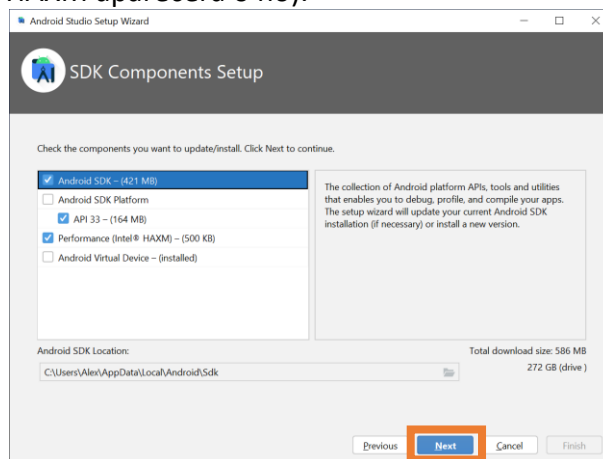 HAXM aparecerá o no).
Android Studio Setup Wizard
SDK Components Setup
Check the components you want to update/install. Click Next to continue.
Android SDK – (421 MB)
Android SDK Platform
API 33 – (164 MB)
Performance (Intel® HAXM) – (500 KB)
Android Virtual Device – (installed)
The collection of Android platform APIs, tools and utilities
that enables you to debug, profile, and compile your apps.
The setup wizard will update your current Android SDK
installation (if necessary) or install a new version.
Android SDK Location:
Total download size: 586 MB
C:\Users\Alex\AppData\Local\Android\Sdk
272 GB (drive )
Previous
Next
Cancel
Finish